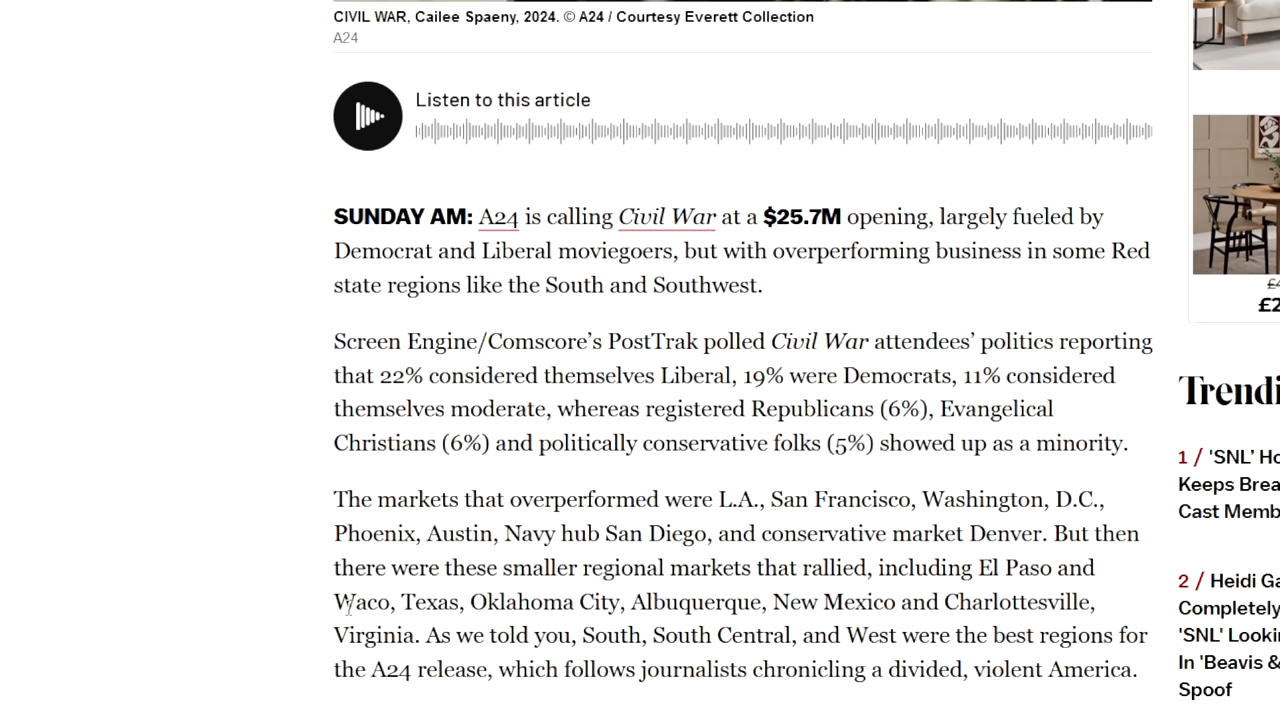 CIVIL WAR, Cailee Spaeny, 2024. © A24 / Courtesy Everett Collection
A24
Listen to this article
SUNDAY AM: A24 is calling Civil War at a $25.7M opening, largely fueled by
Democrat and Liberal moviegoers, but with overperforming business in some Red
state regions like the South and Southwest.
Screen Engine/Comscore’s PostTrak polled Civil War attendees’ politics reporting
that 22% considered themselves Liberal, 19% were Democrats, 11% considered
themselves moderate, whereas registered Republicans (6%), Evangelical
Christians (6%) and politically conservative folks (5%) showed up as a minority.
The markets that overperformed were L.A., San Francisco, Washington, D.C.,
Phoenix, Austin, Navy hub San Diego, and conservative market Denver. But then
there were these smaller regional markets that rallied, including El Paso and
Waco, Texas, Oklahoma City, Albuquerque, New Mexico and Charlottesville,
Virginia. As we told you, South, South Central, and West were the best regions for
the A24 release, which follows journalists chronicling a divided, violent America.
£4
£2
Trendi
1 / 'SNL’ Ho
Keeps Brea
Cast Memb
2 / Heidi Ga
Completely
'SNL' Looki
In 'Beavis &
Spoof